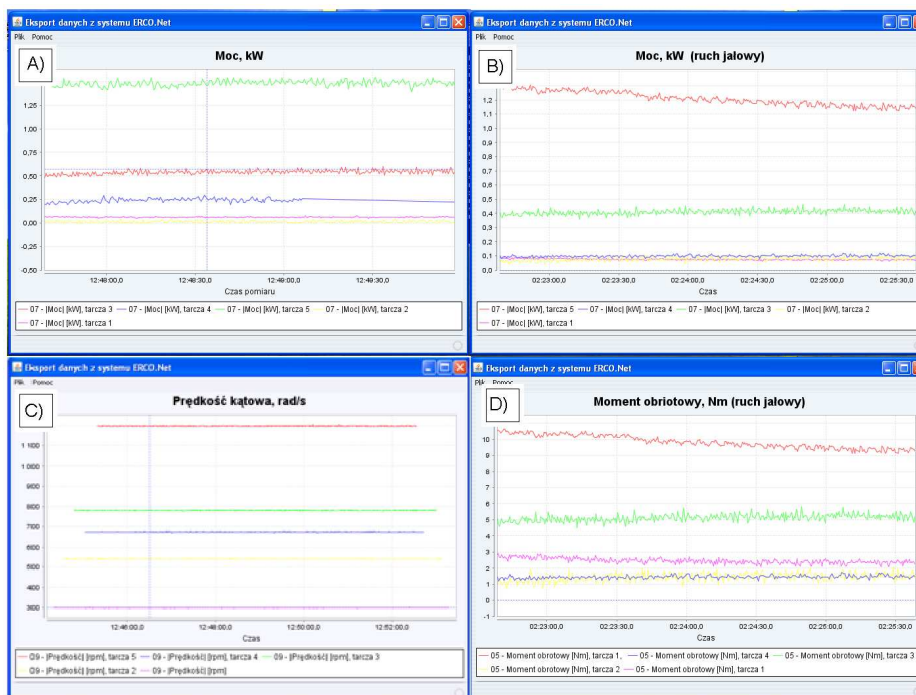 Eksport danych z systemu ERCO.Net
Plik Pomoc
A)
Moc, kW
1,25
1,00
0,75
0,50
0,25
0,00
-0,25
-0,50
12:48:00,0 12:48:30,0 12:49:00,0 12:49:30,0
Czas pomiaru
07 - |Moc| [kW], tarcza 3 07 - |Moc| [kW], tarcza 4 07 - |Moc| [kW], tarcza 5 07 - |Moc| [kW], tarcza 2
07 - |Moc| [kW], tarcza 1
Eksport danych z systemu ERCO.Net
Plik Pomoc
B)
Moc, kW (ruch jałowy)
1,2
1,1
1,0
0,9
0,8
0,7
0,6
0,5
0,4
0,3
0,2
0,1
0,0
02:23:00,0 02:23:30,0 02:24:00,0 02:24:30,0 02:25:00,0 02:25:30,0
Czas
07 - |Moc| [kW], tarcza 5 07 - |Moc| [kW], tarcza 4 07 - |Moc| [kW], tarcza 3 07 - |Moc| [kW], tarcza 2
07 - |Moc| [kW], tarcza 1
Eksport danych z systemu ERCO.Net
Plik Pomoc
C)
Prędkość kątowa, rad/s
1 100
1 000
900
800
700
600
500
400
300
12:46:00,0 12:48:00,0 12:50:00,0 12:52:00,0
Czas
09 - |Prędkość| [rpm], tarcza 5 09 - |Prędkość| [rpm], tarcza 4 09 - |Prędkość| [rpm], tarcza 3
09 - |Prędkość| [rpm], tarcza 2 09 - |Prędkość| [rpm]
Eksport danych z systemu ERCO.Net
Plik Pomoc
D)
Moment obriotowy, Nm (ruch jałowy)
10
9
8
7
6
5
4
3
2
1
0
-1
02:23:00,0 02:23:30,0 02:24:00,0 02:24:30,0 02:25:00,0 02:25:30,0
Czas
05 - Moment obrotowy [Nm], tarcza 1, 05 - Moment obrotowy [Nm], tarcza 4 05 - Moment obrotowy [Nm], tarcza 3
05 - Moment obrotowy [Nm], tarcza 2 05 - Moment obrotowy [Nm], tarcza 1